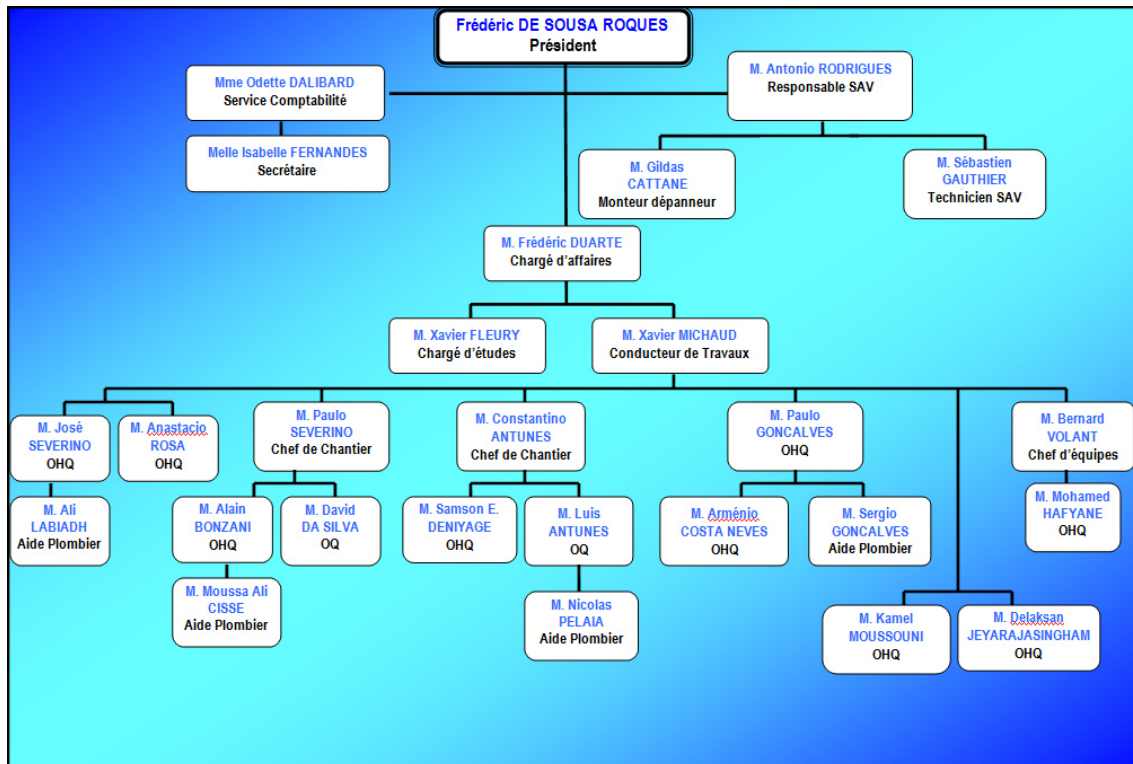 Frédéric DE SOUSA ROQUES
Président
Mme Odette DALIBARD
Service Comptabilité
M. Antonio RODRIGUES
Responsable SAV
Melle Isabelle FERNANDES
Secrétaire
M. Gildas
CATTANE
Monteur dépanneur
M. Sébastien
GAUTHIER
Technicien SAV
M. Frédéric DUARTE
Chargé d'affaires
M. Xavier FLEURY
Chargé d'études
M. Xavier MICHAUD
Conducteur de Travaux
M. José
SEVERINO
OHQ
M. Anastacio
ROSA
OHQ
M. Paulo
SEVERINO
Chef de Chantier
M. Constantino
ANTUNES
Chef de Chantier
M. Paulo
GONCALVES
OHQ
M. Bernard
VOLANT
Chef d'équipes
M. Ali
LABIADH
Aide Plombier
M. Alain
BONZANI
OHQ
M. David
DA SILVA
OQ
M. Samson E.
DENIYAGE
OHQ
M. Luis
ANTUNES
OQ
M. Arménio
COSTA NEVES
OHQ
M. Sergio
GONCALVES
Aide Plombier
M. Mohamed
HAFYANE
OHQ
M. Moussa Ali
CISSE
Aide Plombier
M. Nicolas
PELAIA
Aide Plombier
M. Kamel
MOUSSOUNI
OHQ
M. Delaksan
JEYARAJASINGHAM
OHQ